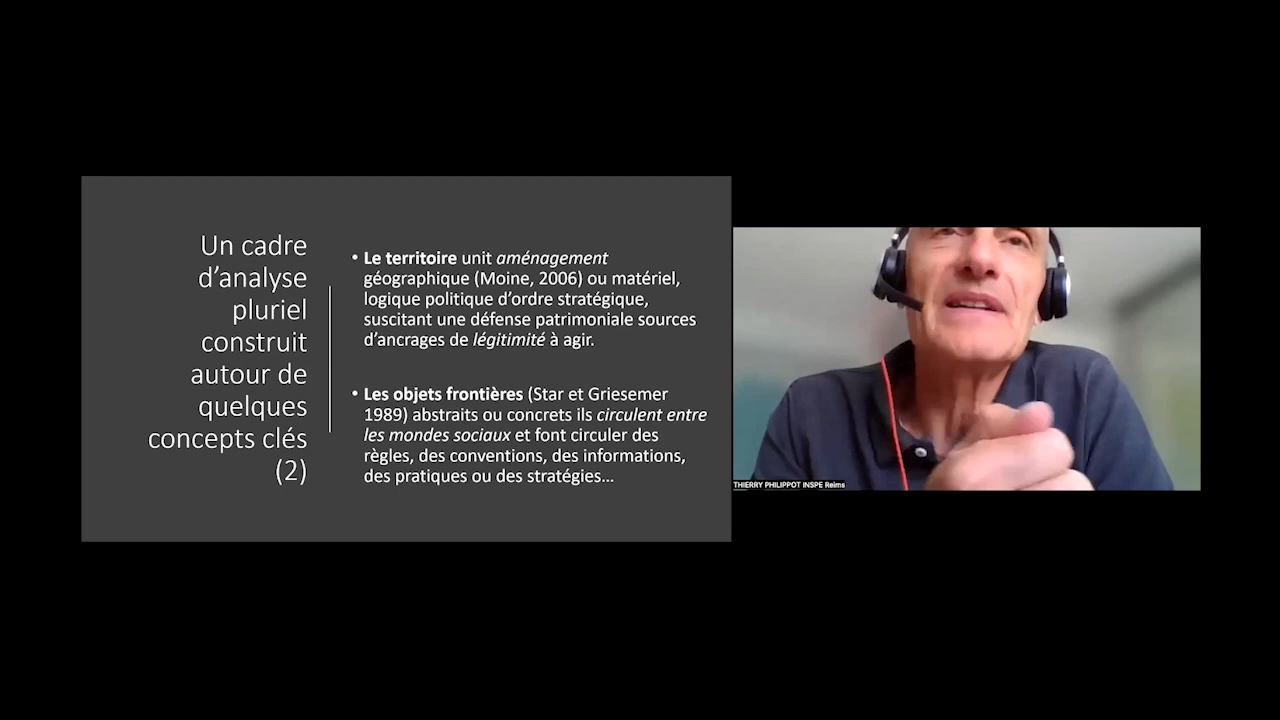 Un cadre
d’analyse
pluriel
construit
autour de
quelques
concepts clés
(2)
• Le territoire unit aménagement
géographique (Moine, 2006) ou matériel,
logique politique d’ordre stratégique,
suscitant une défense patrimoniale sources
d’ancrages de légitimité à agir.
• Les objets frontières (Star et Griesemer
1989) abstraits ou concrets ils circulent entre
les mondes sociaux et font circuler des
règles, des conventions, des informations,
des pratiques ou des stratégies...
THIERRY PHILIPPOT INSPE Reims